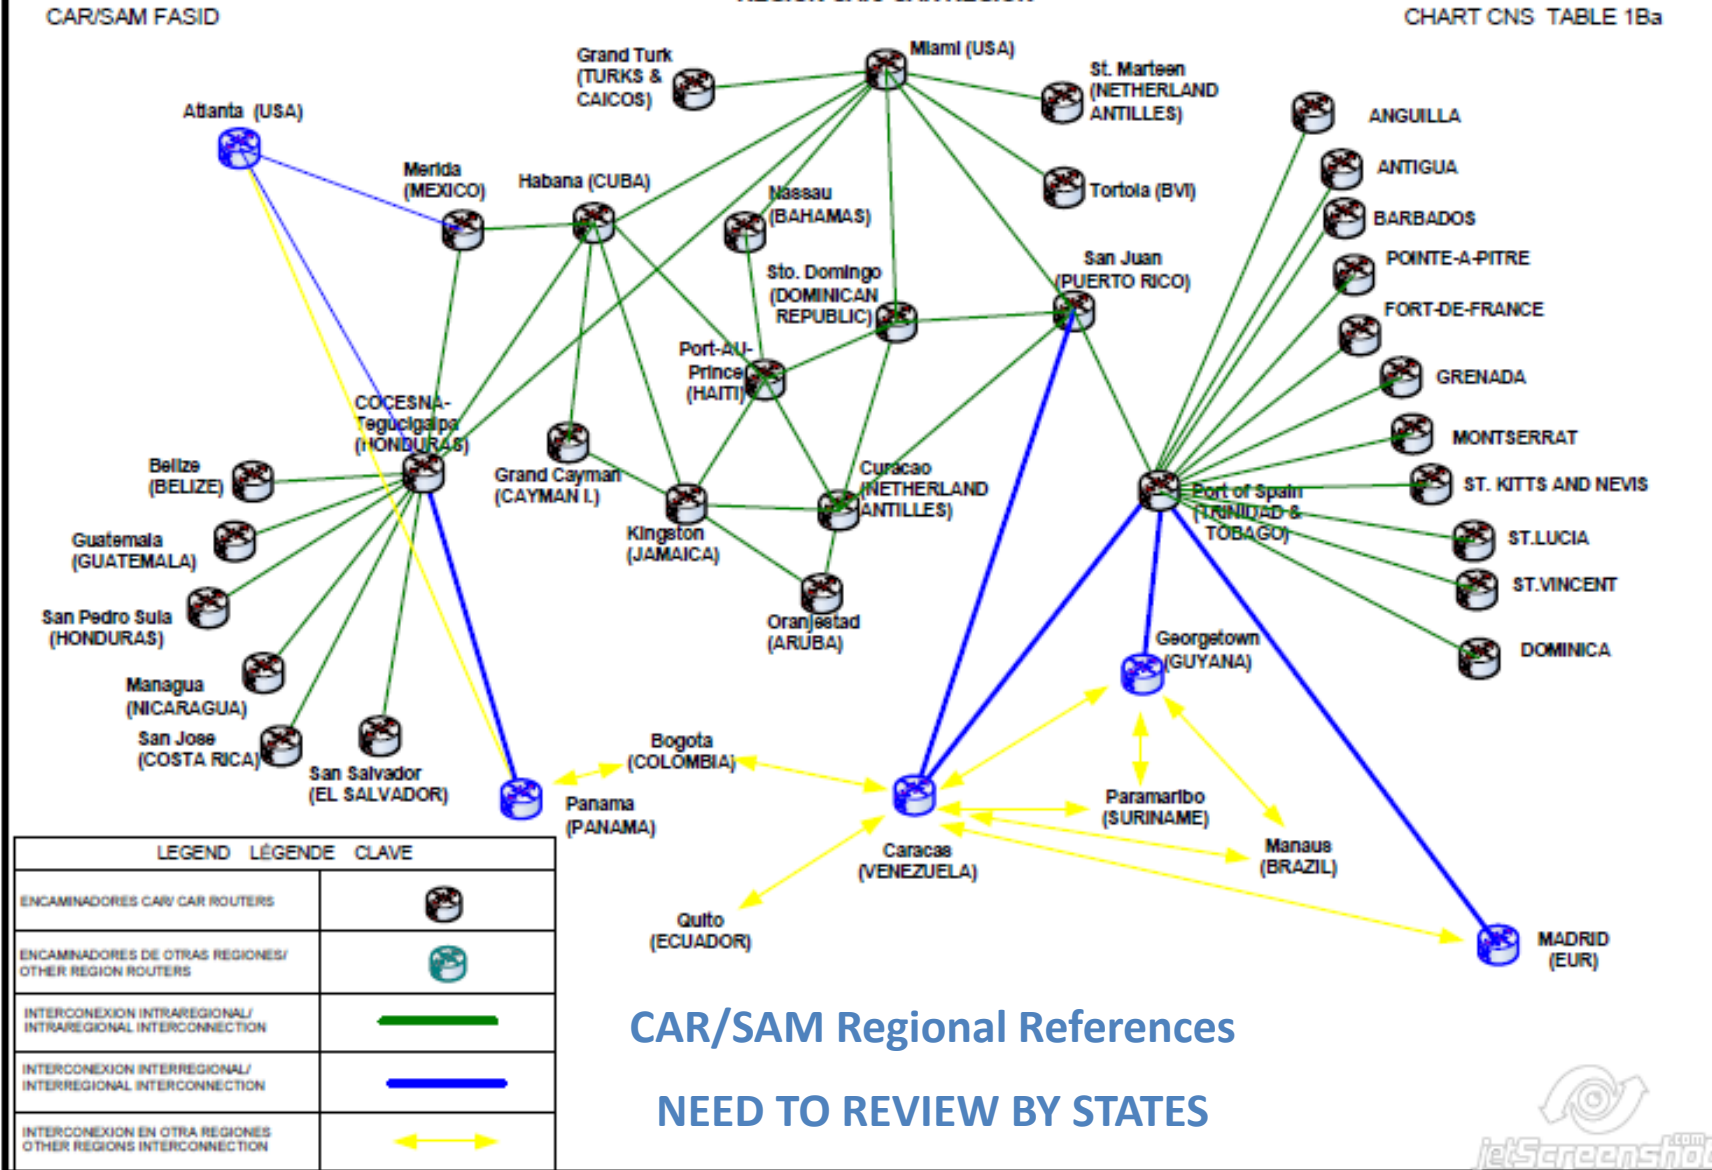 CAR/SAM FASID
CHART CNS TABLE 1Ba
Grand Turk
(TURKS &
CAICOS)
Miami (USA)
St. Marteen
(NETHERLAND
ANTILLES)
Atlanta (USA)
ANGUILLA
Merida
(MEXICO)
Habana (CUBA)
Nassau
(BAHAMAS)
Tortola (BVI)
ANTIGUA
BARBADOS
Sto. Domingo
(DOMINICAN
REPUBLIC)
San Juan
(PUERTO RICO)
POINTE-A-PITRE
FORT-DE-FRANCE
Port-AU-
Prince
(HAITI)
GRENADA
COCESNA-
Tegucigalpa
(HONDURAS)
MONTSERRAT
Belize
(BELIZE)
Grand Cayman
(CAYMAN I.)
Curacao
(NETHERLAND
ANTILLES)
Port of Spain
(TRINIDAD &
TOBAGO)
ST. KITTS AND NEVIS
Guatemala
(GUATEMALA)
Kingston
(JAMAICA)
ST.LUCIA
ST.VINCENT
San Pedro Sula
(HONDURAS)
Oranjestad
(ARUBA)
Georgetown
(GUYANA)
DOMINICA
Managua
(NICARAGUA)
San Jose
(COSTA RICA)
San Salvador
(EL SALVADOR)
Bogota
(COLOMBIA)
Panama
(PANAMA)
Paramaribo
(SURINAME)
Caracas
(VENEZUELA)
Manaus
(BRAZIL)
Quito
(ECUADOR)
MADRID
(EUR)
LEGEND LÉGENDE CLAVE
ENCAMINADORES CAR/ CAR ROUTERS
ENCAMINADORES DE OTRAS REGIONES/
OTHER REGION ROUTERS
INTERCONEXION INTRAREGIONAL/
INTRAREGIONAL INTERCONNECTION
INTERCONEXION INTERREGIONAL/
INTERREGIONAL INTERCONNECTION
INTERCONEXION EN OTRA REGIONES
OTHER REGIONS INTERCONNECTION
CAR/SAM Regional References
NEED TO REVIEW BY STATES
jetScreenshot
.com